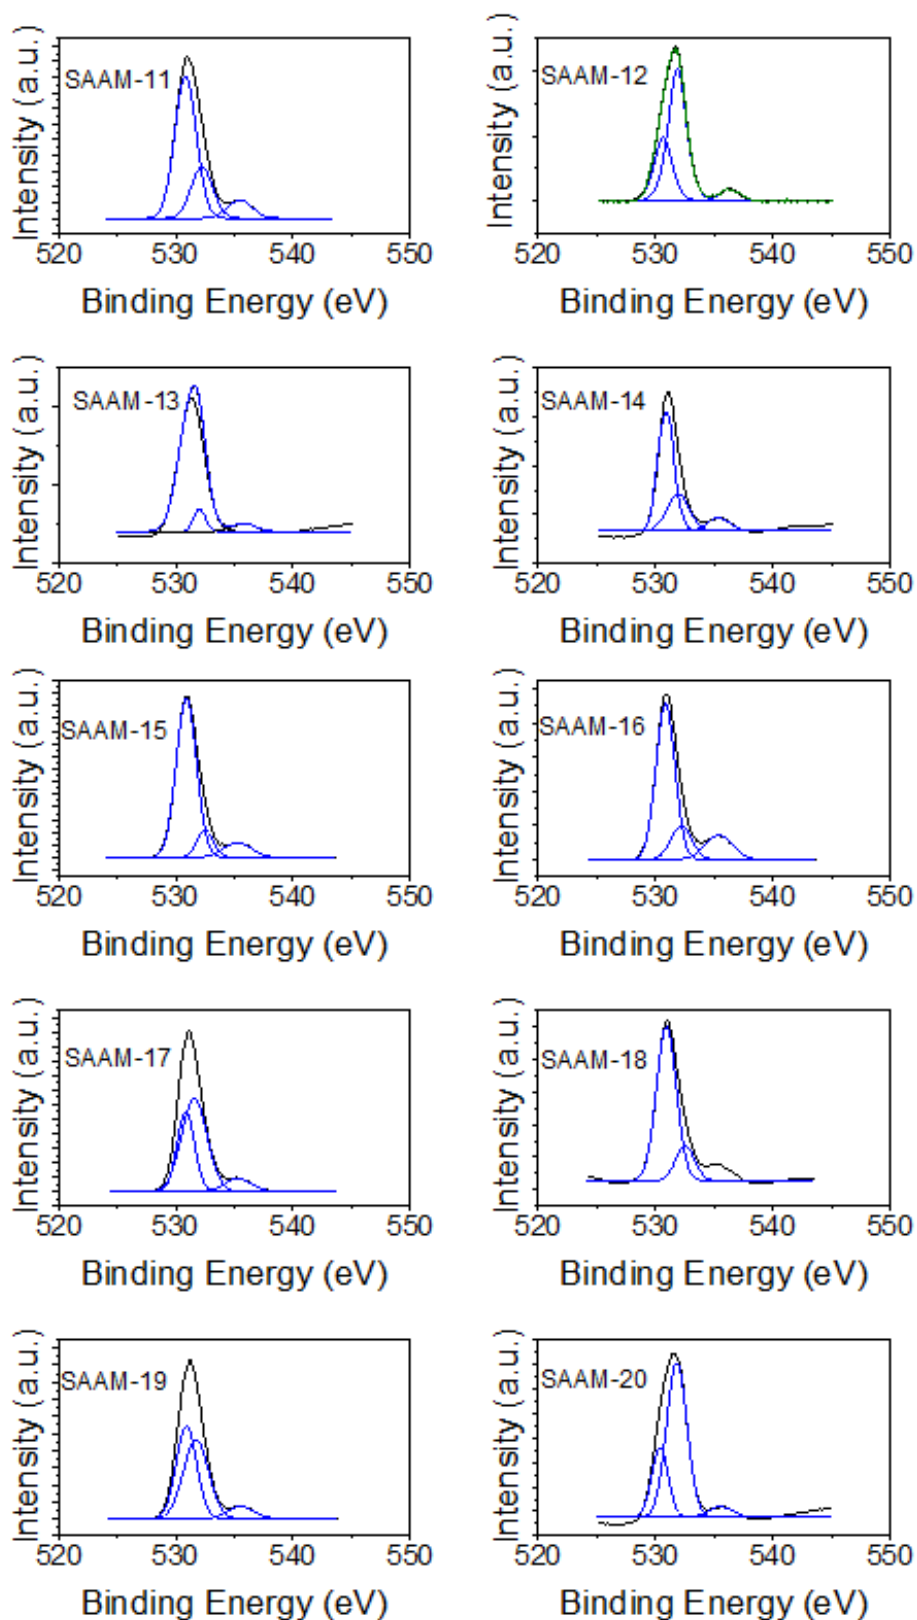 Intensity (a.u.)
SAAM-11
520 530 540 550
Binding Energy (eV)
Intensity (a.u.)
SAAM-12
520 530 540 550
Binding Energy (eV)
Intensity (a.u.)
SAAM-13
520 530 540 550
Binding Energy (eV)
Intensity (a.u.)
SAAM-14
520 530 540 550
Binding Energy (eV)
Intensity (a.u.)
SAAM-15
520 530 540 550
Binding Energy (eV)
Intensity (a.u.)
SAAM-16
520 530 540 550
Binding Energy (eV)
Intensity (a.u.)
SAAM-17
520 530 540 550
Binding Energy (eV)
Intensity (a.u.)
SAAM-18
520 530 540 550
Binding Energy (eV)
Intensity (a.u.)
SAAM-19
520 530 540 550
Binding Energy (eV)
Intensity (a.u.)
SAAM-20
520 530 540 550
Binding Energy (eV)